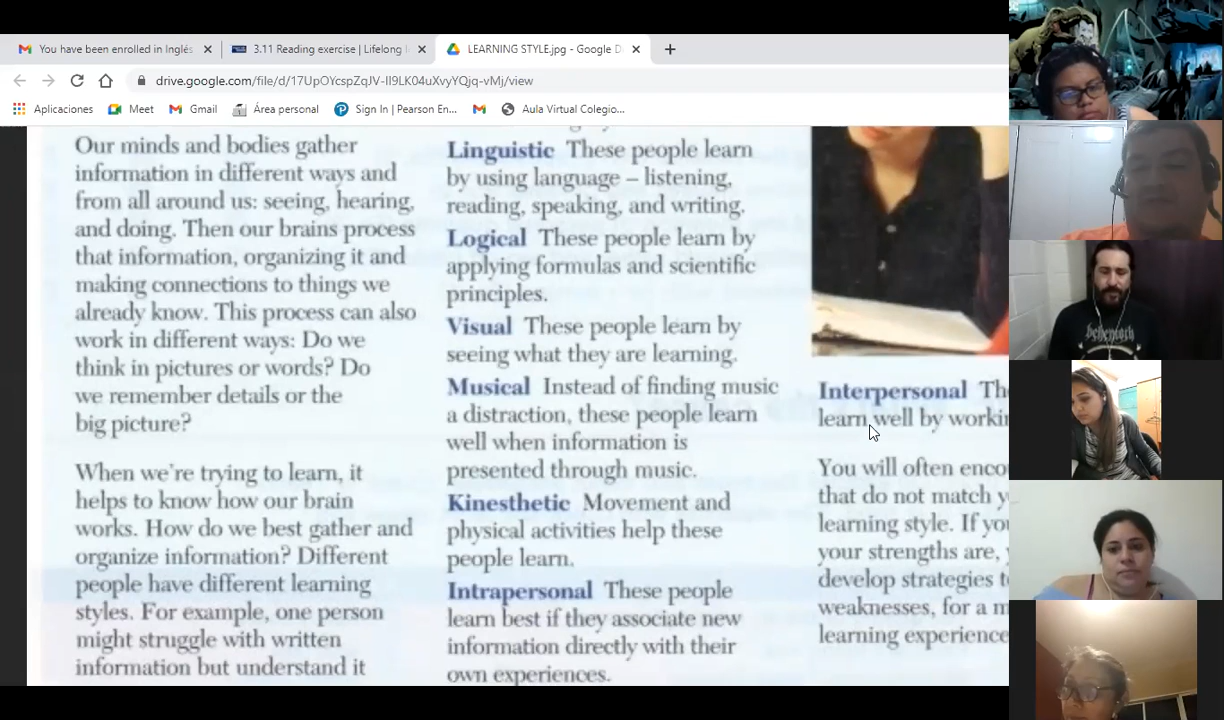 You have been enrolled in Inglés
3.11 Reading exercise | Lifelong
LEARNING STYLE.jpg - Google D
drive.google.com/file/d/17UpOYcspZqJV-Il9LK04uXvyYQjq-vMj/view
Aplicaciones
Meet
Gmail
Área personal
Sign In | Pearson En...
Aula Virtual Colegio...
Our minds and bodies gather
information in different ways and
from all around us: seeing, hearing,
and doing. Then our brains process
that information, organizing it and
making connections to things we
already know. This process can also
work in different ways: Do we
think in pictures or words? Do
we remember details or the
big picture?
When we're trying to learn, it
helps to know how our brain
works. How do we best gather and
organize information? Different
people have different learning
styles. For example, one person
might struggle with written
information but understand it
Linguistic These people learn
by using language – listening,
reading, speaking, and writing.
Logical These people learn by
applying formulas and scientific
principles.
Visual These people learn by
seeing what they are learning.
Musical Instead of finding music
a distraction, these people learn
well when information is
presented through music.
Kinesthetic Movement and
physical activities help these
people learn.
Intrapersonal These people
learn best if they associate new
information directly with their
own experiences.
Interpersonal Th
learn well by workin
You will often enco
that do not match y
learning style. If you
your strengths are,
develop strategies t
weaknesses, for a m
learning experience
behemoth